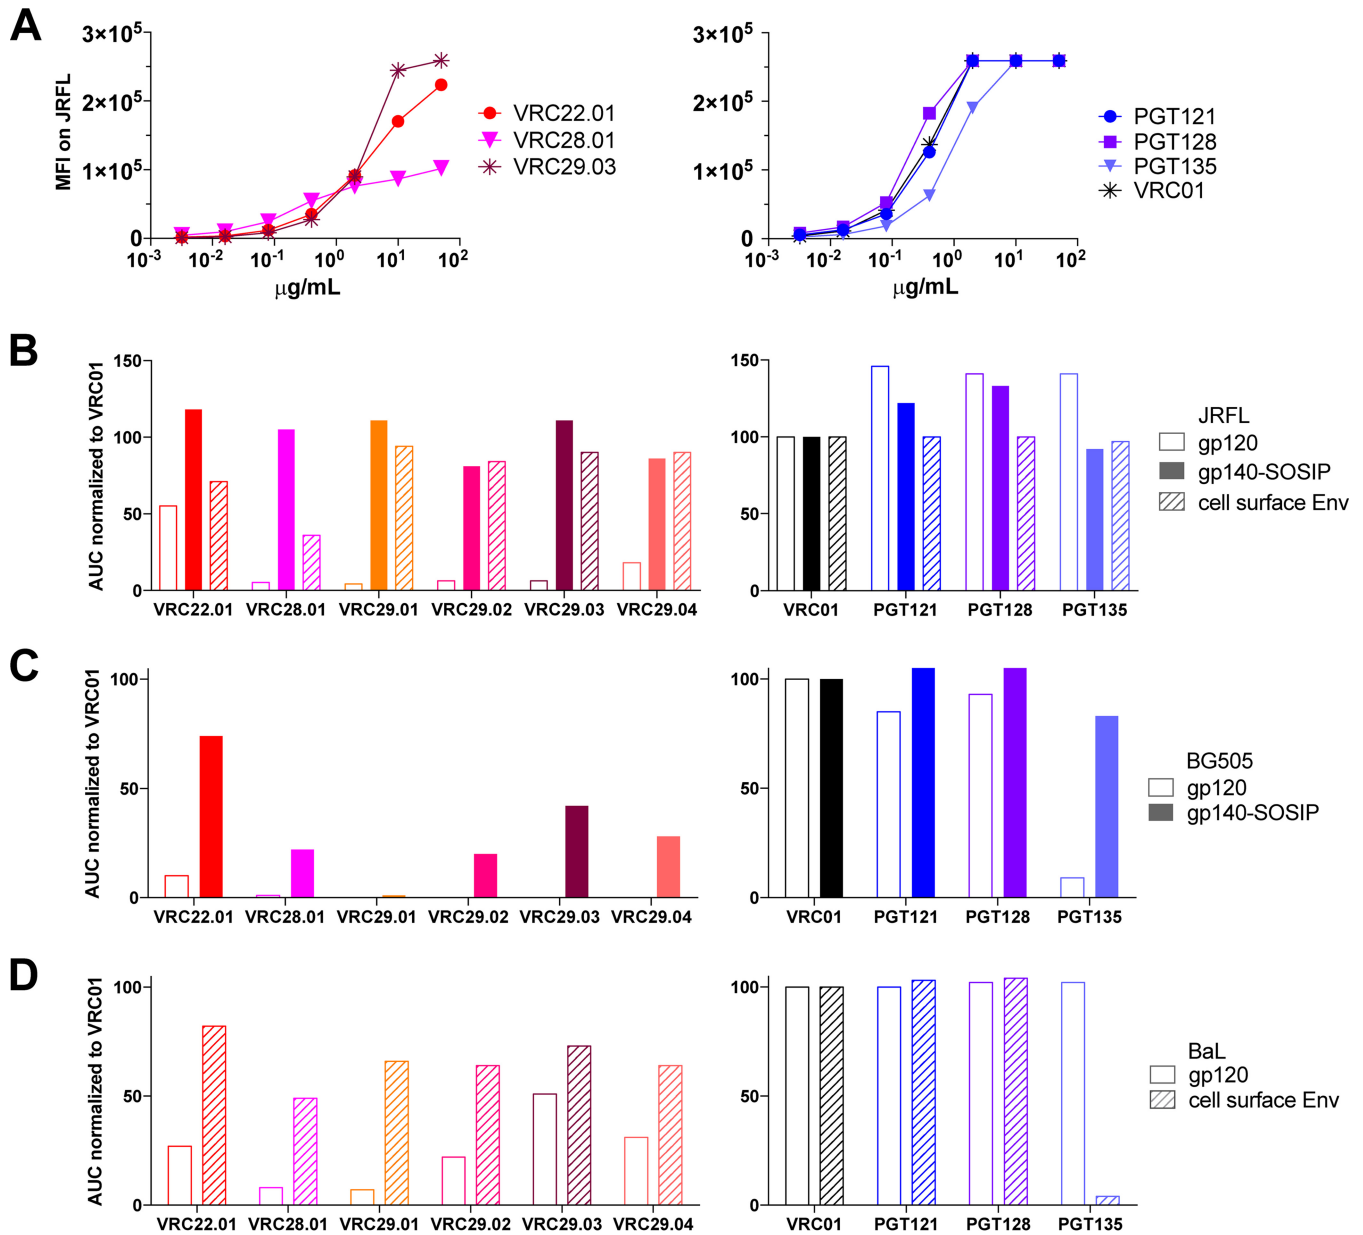 A
MFI on JRFL
3×10⁵
2×10⁵
1×10⁵
0
10⁻³ 10⁻² 10⁻¹ 10⁰ 10¹ 10² 
μg/mL
VRC22.01
VRC28.01
VRC29.03
3×10⁵
2×10⁵
1×10⁵
0
10⁻³ 10⁻² 10⁻¹ 10⁰ 10¹ 10²
μg/mL
PGT121
PGT128
PGT135
VRC01
B
AUC normalized to VRC01
150
100
50
0
VRC22.01 VRC28.01 VRC29.01 VRC29.02 VRC29.03 VRC29.04
150
100
50
0
VRC01 PGT121 PGT128 PGT135
JRFL
gp120
gp140-SOSIP
cell surface Env
C
AUC normalized to VRC01
100
50
0
VRC22.01 VRC28.01 VRC29.01 VRC29.02 VRC29.03 VRC29.04
100
50
0
VRC01 PGT121 PGT128 PGT135
BG505
gp120
gp140-SOSIP
D
AUC normalized to VRC01
100
50
0
VRC22.01 VRC28.01 VRC29.01 VRC29.02 VRC29.03 VRC29.04
100
50
0
VRC01 PGT121 PGT128 PGT135
BaL
gp120
cell surface Env